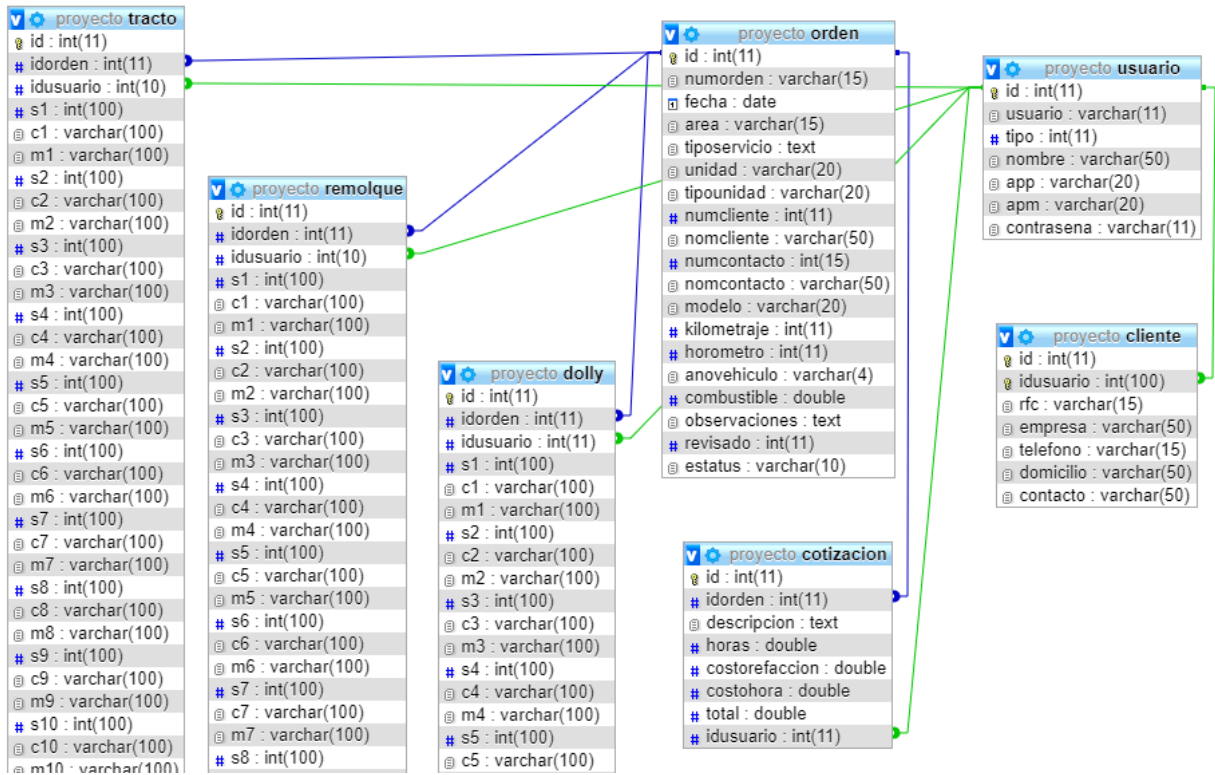 proyecto tracto
id : int(11)
idorden : int(11)
idusuario : int(10)
s1 : int(100)
c1 : varchar(100)
m1 : varchar(100)
s2 : int(100)
c2 : varchar(100)
m2 : varchar(100)
s3 : int(100)
c3 : varchar(100)
m3 : varchar(100)
s4 : int(100)
c4 : varchar(100)
m4 : varchar(100)
s5 : int(100)
c5 : varchar(100)
m5 : varchar(100)
s6 : int(100)
c6 : varchar(100)
m6 : varchar(100)
s7 : int(100)
c7 : varchar(100)
m7 : varchar(100)
s8 : int(100)
c8 : varchar(100)
m8 : varchar(100)
s9 : int(100)
c9 : varchar(100)
m9 : varchar(100)
s10 : int(100)
c10 : varchar(100)
m10 : varchar(100)
proyecto remolque
id : int(11)
idorden : int(11)
idusuario : int(10)
s1 : int(100)
c1 : varchar(100)
m1 : varchar(100)
s2 : int(100)
c2 : varchar(100)
m2 : varchar(100)
s3 : int(100)
c3 : varchar(100)
m3 : varchar(100)
s4 : int(100)
c4 : varchar(100)
m4 : varchar(100)
s5 : int(100)
c5 : varchar(100)
m5 : varchar(100)
s6 : int(100)
c6 : varchar(100)
m6 : varchar(100)
s7 : int(100)
c7 : varchar(100)
m7 : varchar(100)
s8 : int(100)
proyecto dolly
id : int(11)
idorden : int(11)
idusuario : int(11)
s1 : int(100)
c1 : varchar(100)
m1 : varchar(100)
s2 : int(100)
c2 : varchar(100)
m2 : varchar(100)
s3 : int(100)
c3 : varchar(100)
m3 : varchar(100)
s4 : int(100)
c4 : varchar(100)
m4 : varchar(100)
s5 : int(100)
c5 : varchar(100)
proyecto orden
id : int(11)
numorden : varchar(15)
fecha : date
area : varchar(15)
tiposervicio : text
unidad : varchar(20)
tipounidad : varchar(20)
numcliente : int(11)
nomcliente : varchar(50)
numcontacto : int(15)
nomcontacto : varchar(50)
modelo : varchar(20)
kilometraje : int(11)
horometro : int(11)
anovehiculo : varchar(4)
combustible : double
observaciones : text
revisado : int(11)
estatus : varchar(10)
proyecto cotizacion
id : int(11)
idorden : int(11)
descripcion : text
horas : double
costorefaccion : double
costohora : double
total : double
idusuario : int(11)
proyecto usuario
id : int(11)
usuario : varchar(11)
tipo : int(11)
nombre : varchar(50)
app : varchar(20)
apm : varchar(20)
contrasena : varchar(11)
proyecto cliente
id : int(11)
idusuario : int(100)
rfc : varchar(15)
empresa : varchar(50)
telefono : varchar(15)
domicilio : varchar(50)
contacto : varchar(50)